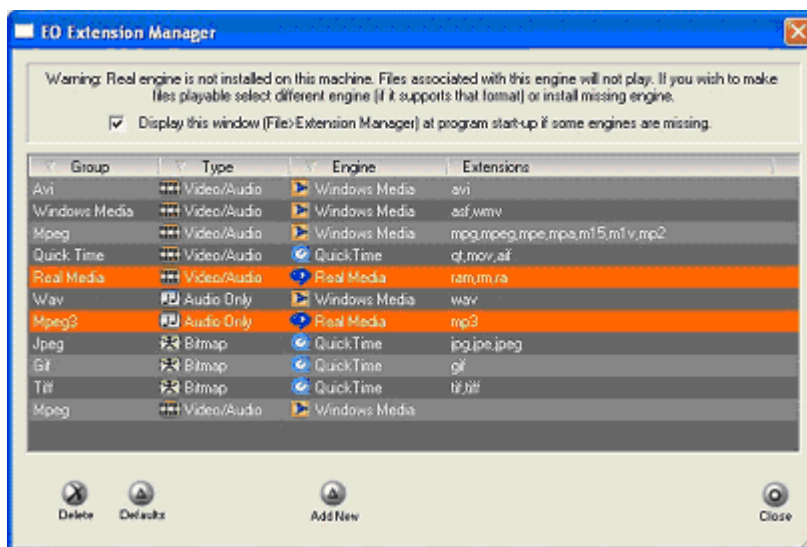 EO Extension Manager
Warning: Real engine is not installed on this machine. Files associated with this engine will not play. If you wish to make
files playable select different engine (if it supports that format) or install missing engine.
Display this window (File>Extension Manager) at program start-up if some engines are missing.
Group Type Engine Extensions
Avi Video/Audio Windows Media avi
Windows Media Video/Audio Windows Media asf,wmv
Mpeg Video/Audio Windows Media mpg,mpeg,mpe,mpa,m15,m1v,mp2
Quick Time Video/Audio QuickTime qt,mov,aif
Real Media Video/Audio Real Media ram,rm,ra
Wav Audio Only Windows Media wav
Mpeg3 Audio Only Real Media mp3
Jpeg Bitmap QuickTime jpg,jpe,jpeg
Gif Bitmap QuickTime gif
Tiff Bitmap QuickTime tif,tiff
Mpeg Video/Audio Windows Media
Delete Defaults Add New Close